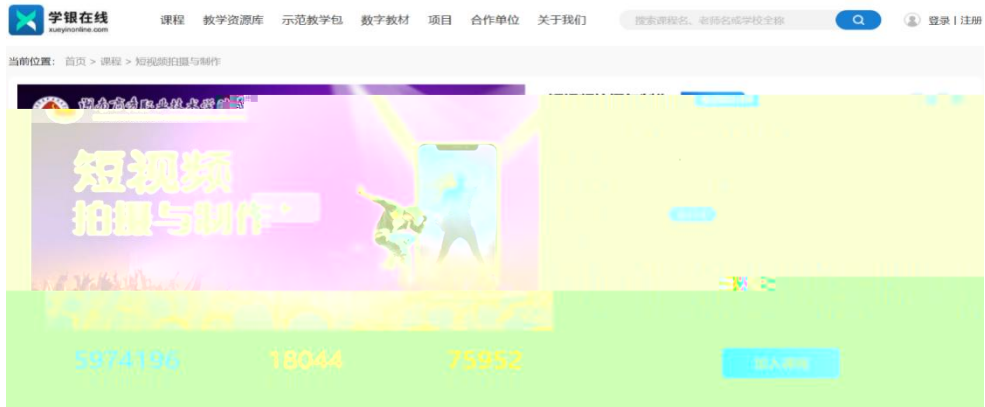 学银在线
xueyinonline.com
课程 教学资源库 示范教学包 数字教材 项目 合作单位 关于我们
搜索课程名、老师名或学校全称
登录 | 注册
当前位置： 首页 > 课程 > 短视频拍摄与制作
湖南商务职业技术学院
短视频
拍摄与制作
5974196 18044 75952